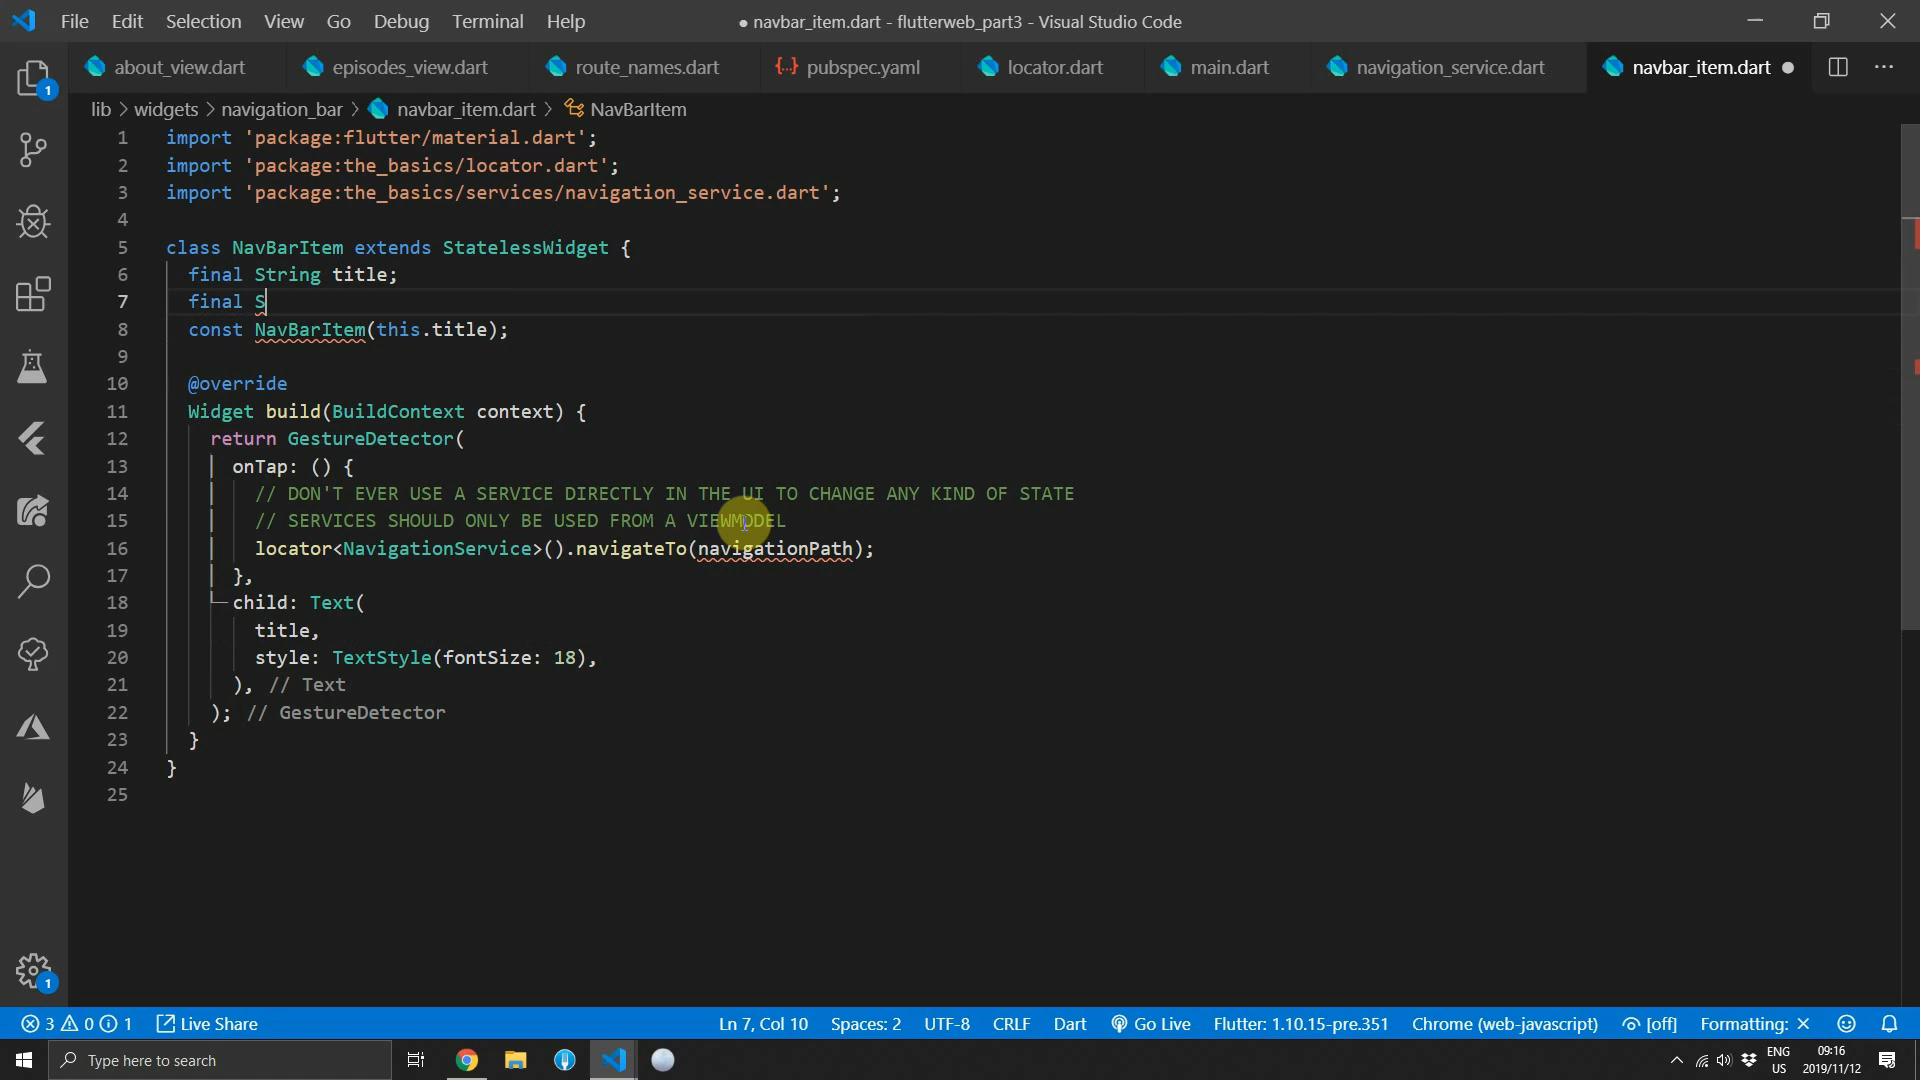 File Edit Selection View Go Debug Terminal Help ● navbar_item.dart - flutterweb_part3 - Visual Studio Code
about_view.dart episodes_view.dart route_names.dart {··} pubspec.yaml locator.dart main.dart navigation_service.dart navbar_item.dart ●
lib > widgets > navigation_bar > navbar_item.dart > NavBarItem
1 import 'package:flutter/material.dart';
2 import 'package:the_basics/locator.dart';
3 import 'package:the_basics/services/navigation_service.dart';
4
5 class NavBarItem extends StatelessWidget {
6 final String title;
7 final S
8 const NavBarItem(this.title);
9
10 @override
11 Widget build(BuildContext context) {
12 return GestureDetector(
13 onTap: () {
14 // DON'T EVER USE A SERVICE DIRECTLY IN THE UI TO CHANGE ANY KIND OF STATE
15 // SERVICES SHOULD ONLY BE USED FROM A VIEWMODEL
16 locator<NavigationService>().navigateTo(navigationPath);
17 },
18 child: Text(
19 title,
20 style: TextStyle(fontSize: 18),
21 ), // Text
22 ); // GestureDetector
23 }
24 }
25
1
1
3 0 1 Live Share Ln 7, Col 10 Spaces: 2 UTF-8 CRLF Dart Go Live Flutter: 1.10.15-pre.351 Chrome (web-javascript) [off] Formatting: ×
Type here to search
ENG
US
09:16
2019/11/12